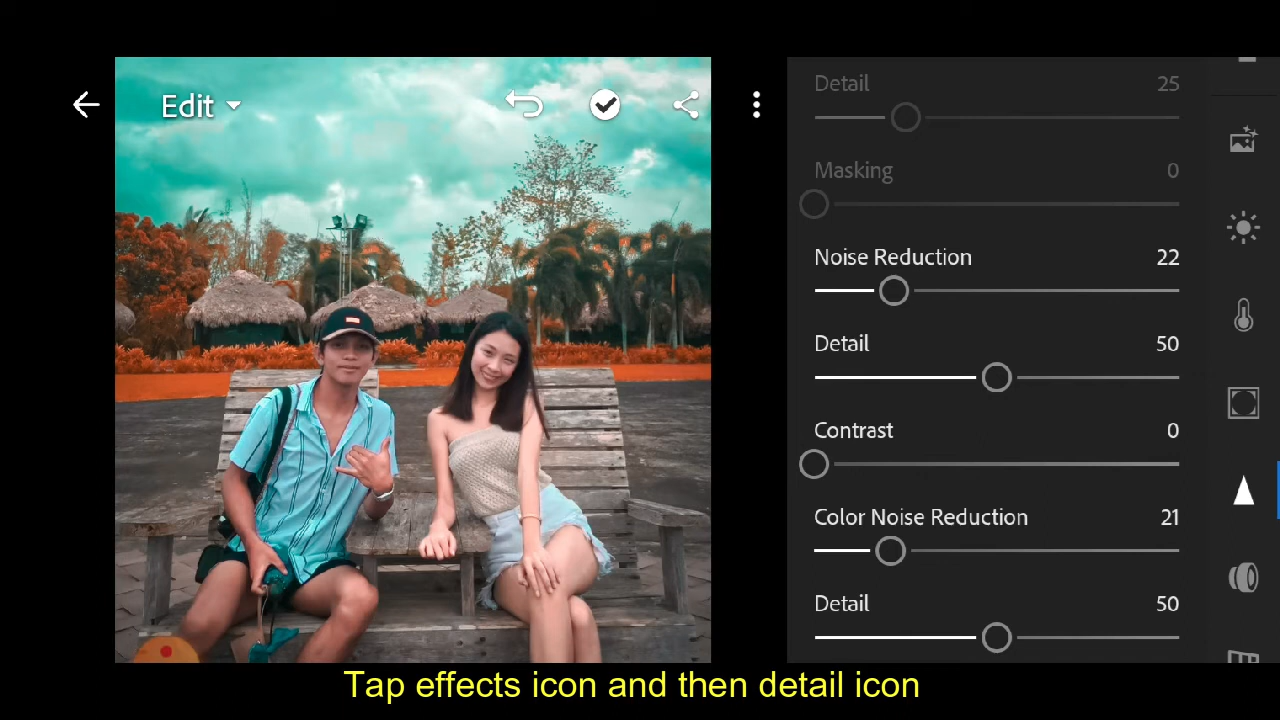 Edit
Detail 25
Masking 0
Noise Reduction 22
Detail 50
Contrast 0
Color Noise Reduction 21
Detail 50
Tap effects icon and then detail icon